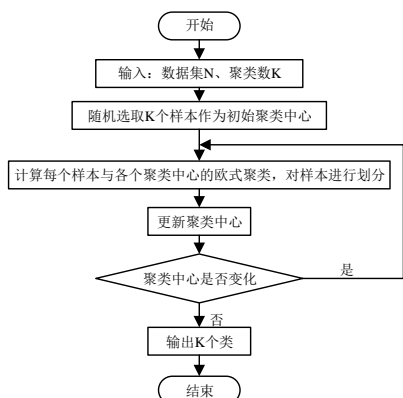 开始
输入：数据集N、聚类数K
随机选取K个样本作为初始聚类中心
计算每个样本与各个聚类中心的欧式聚类，对样本进行划分
更新聚类中心
聚类中心是否变化
是
否
输出K个类
结束